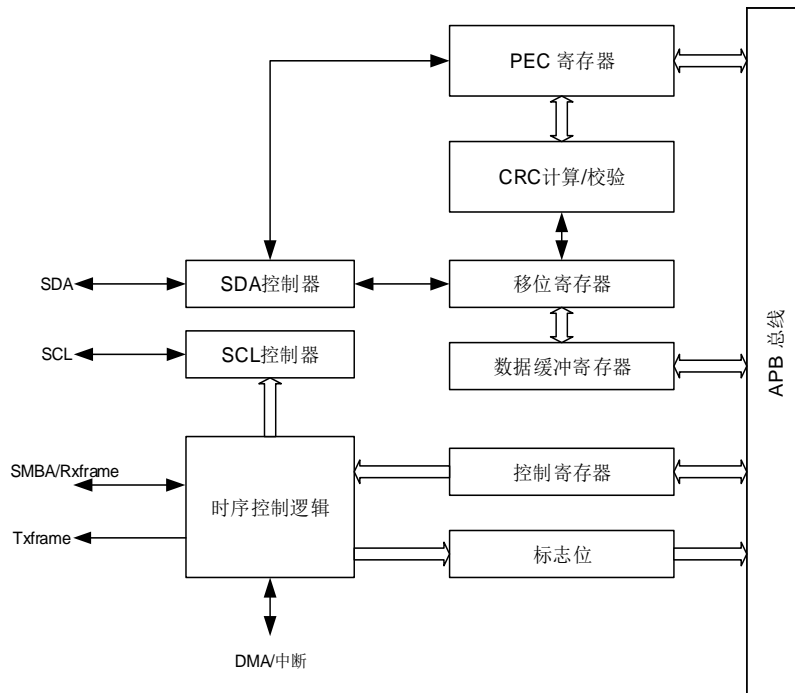 PEC 寄存器
CRC计算/校验
SDA
SDA控制器
移位寄存器
SCL
SCL控制器
数据缓冲寄存器
APB 总线
SMBA/Rxframe
时序控制逻辑
控制寄存器
Txframe
标志位
DMA/中断